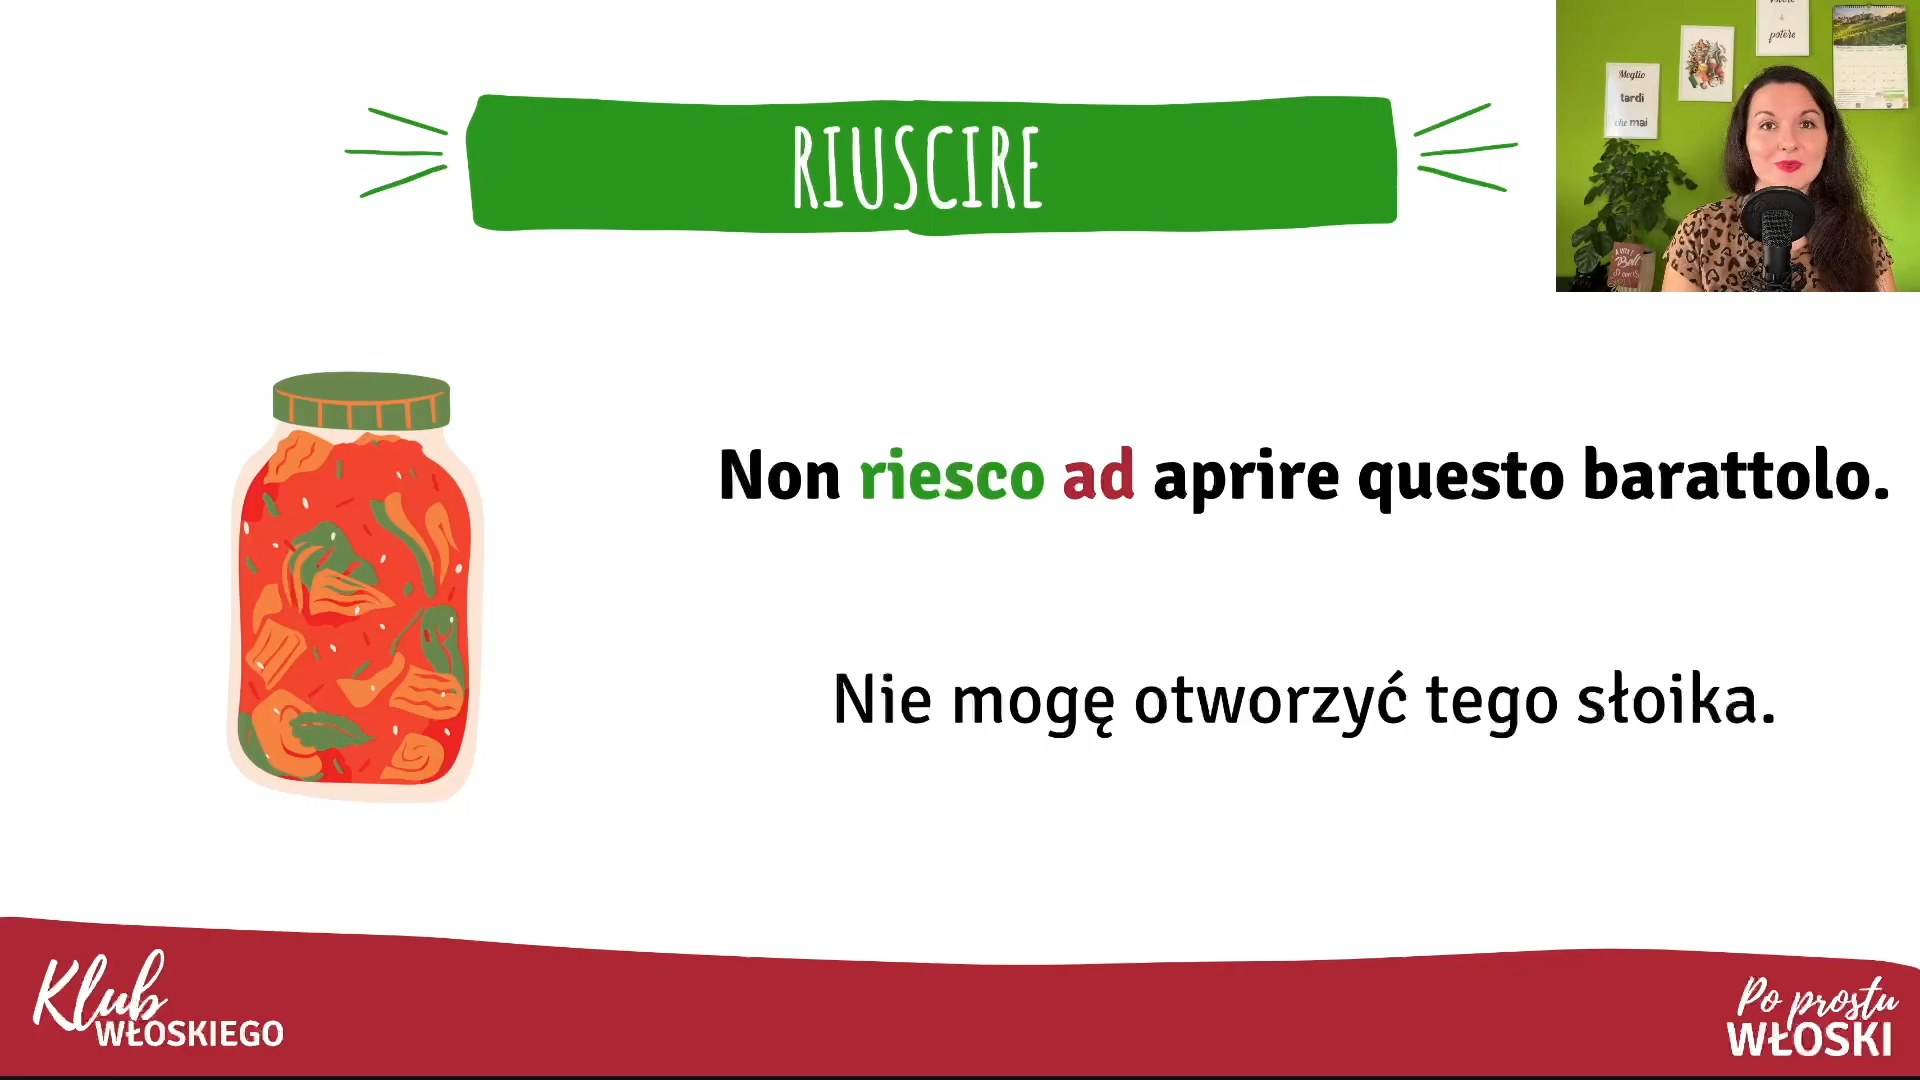 RIUSCIRE
Volere
è
potere
Meglio
tardi
che mai
Non riesco ad aprire questo barattolo.
Nie mogę otworzyć tego słoika.
Klub
WŁOSKIEGO
Po prostu
WŁOSKI